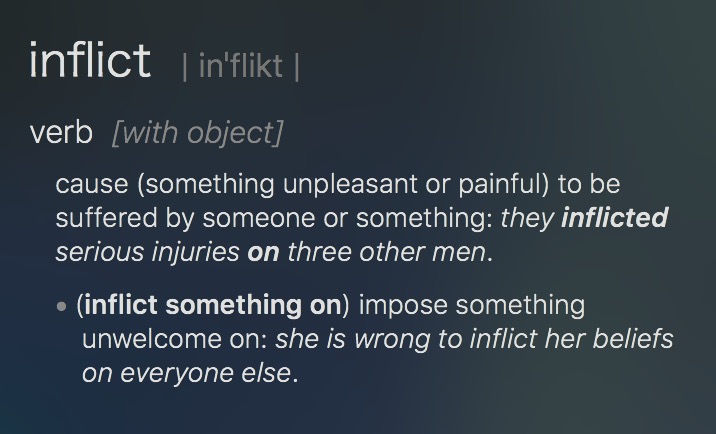 inflict | inˈflikt |
verb [with object]
cause (something unpleasant or painful) to be
suffered by someone or something: they inflicted
serious injuries on three other men.
• (inflict something on) impose something
unwelcome on: she is wrong to inflict her beliefs
on everyone else.